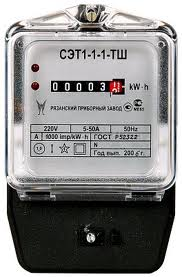 СЭТ1-1-1-ТШ
00003 kW·h
РЯЗАНСКИЙ ПРИБОРНЫЙ ЗАВОД
220V 5-50A 50Hz
A 1000 imp/kW·h ГОСТ Р52322
N Год вып. 2006г.